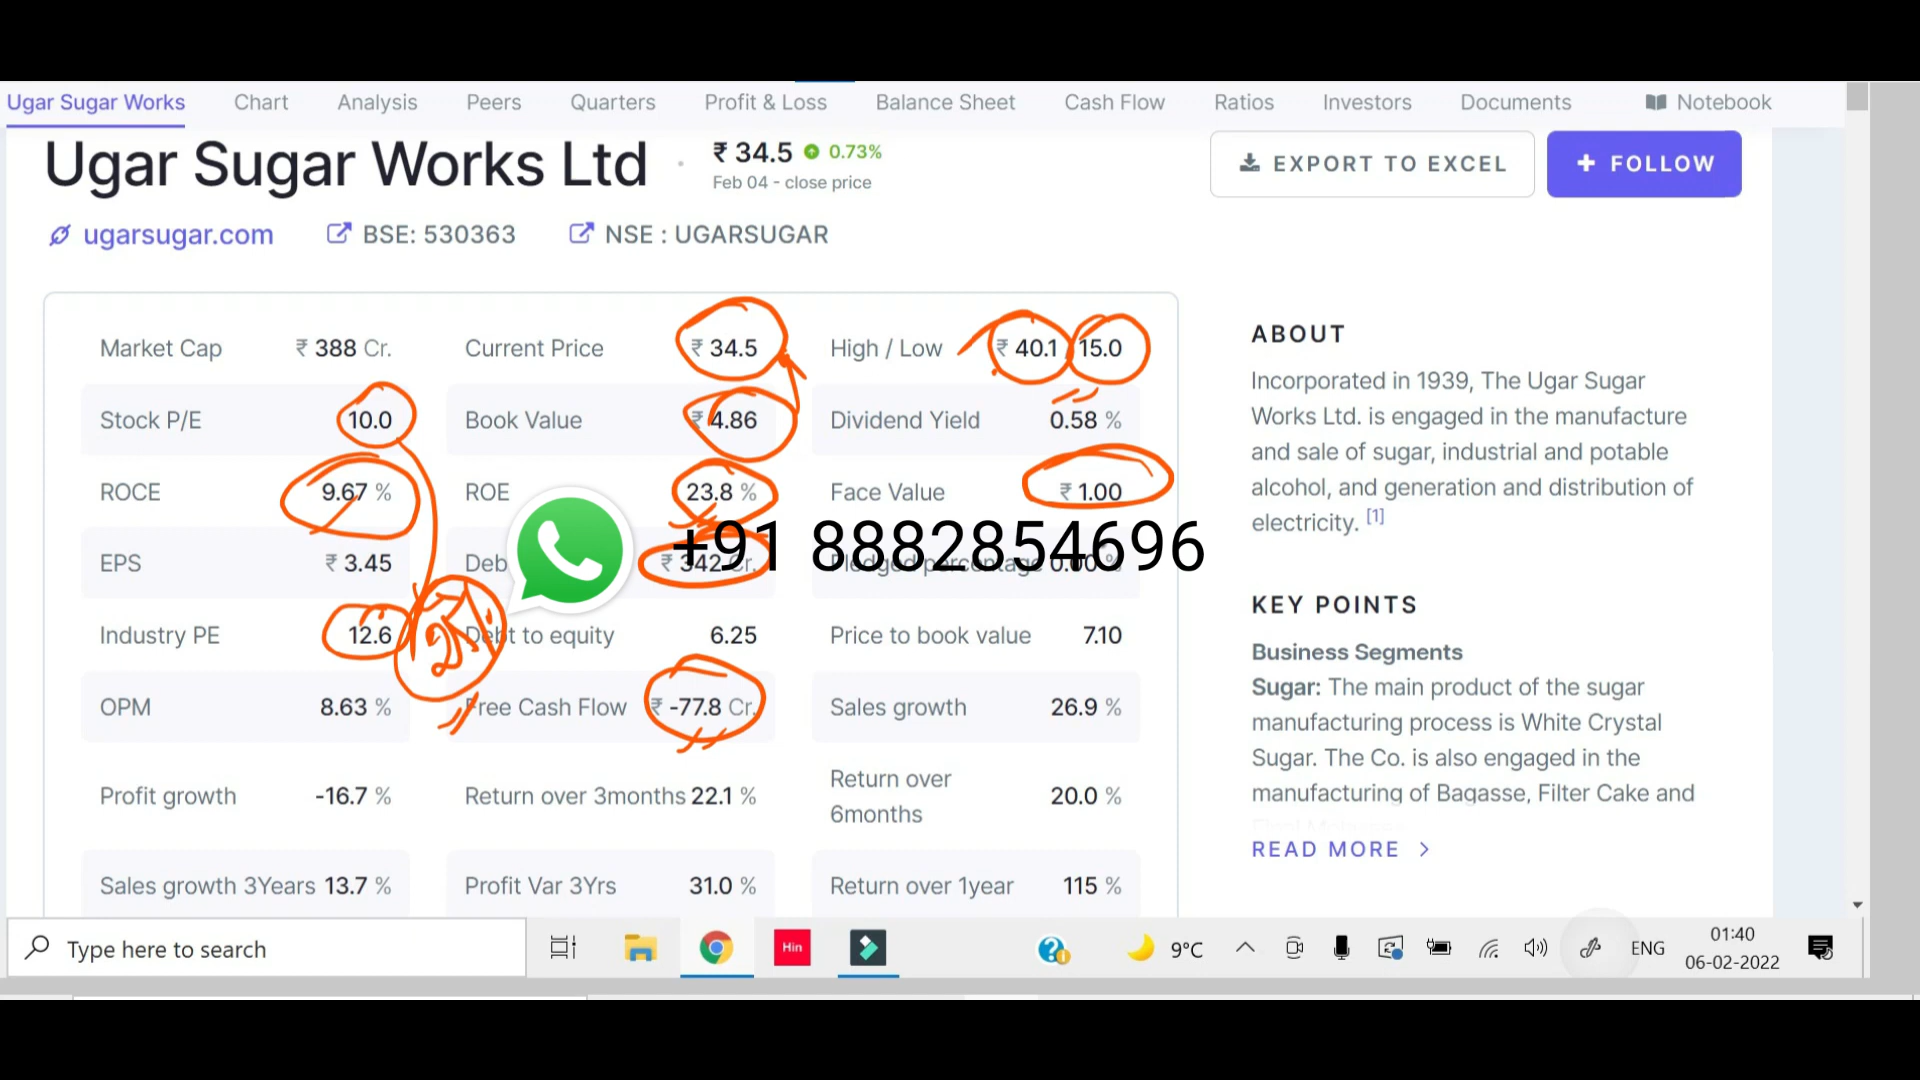 Ugar Sugar Works Chart Analysis Peers Quarters Profit & Loss Balance Sheet Cash Flow Ratios Investors Documents Notebook
Ugar Sugar Works Ltd ₹ 34.5 0.73%
Feb 04 - close price
EXPORT TO EXCEL + FOLLOW
ugarsugar.com BSE: 530363 NSE : UGARSUGAR
Market Cap ₹ 388 Cr. Current Price ₹ 34.5 High / Low ₹ 40.1 / 15.0
Stock P/E 10.0 Book Value ₹ 4.86 Dividend Yield 0.58 %
ROCE 9.67 % ROE 23.8 % Face Value ₹ 1.00
+91 8882854696
EPS ₹ 3.45 Deb ₹ 342 Cr. Pledged percentage 0.00 %
Industry PE 12.6 Debt to equity 6.25 Price to book value 7.10
OPM 8.63 % Free Cash Flow ₹ -77.8 Cr. Sales growth 26.9 %
Profit growth -16.7 % Return over 3months 22.1 % Return over 6months 20.0 %
Sales growth 3Years 13.7 % Profit Var 3Yrs 31.0 % Return over 1year 115 %
ABOUT
Incorporated in 1939, The Ugar Sugar
Works Ltd. is engaged in the manufacture
and sale of sugar, industrial and potable
alcohol, and generation and distribution of
electricity. [1]
KEY POINTS
Business Segments
Sugar: The main product of the sugar
manufacturing process is White Crystal
Sugar. The Co. is also engaged in the
manufacturing of Bagasse, Filter Cake and
READ MORE >
Type here to search Hin 9°C ENG 01:40
06-02-2022